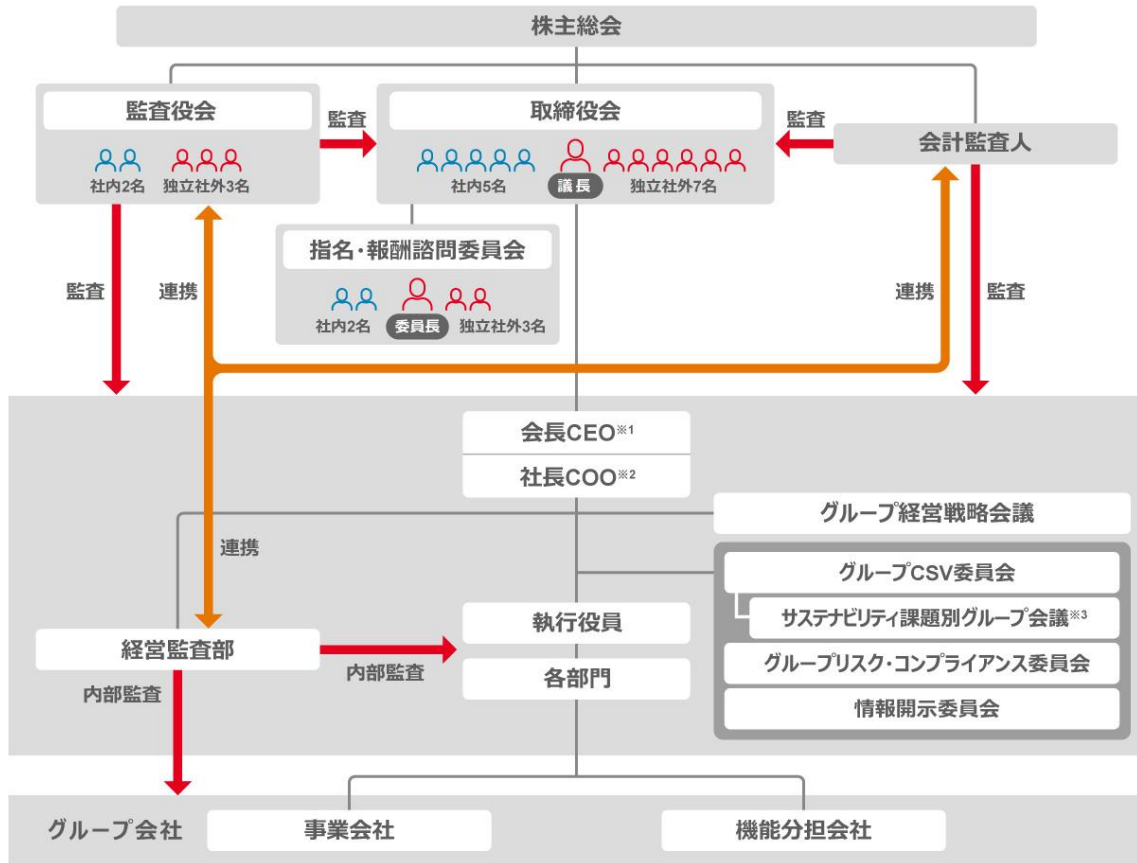 株主総会
監査役会
社内2名
独立社外3名
監査
取締役会
社内5名
議長
独立社外7名
監査
会計監査人
指名・報酬諮問委員会
社内2名
委員長
独立社外3名
監査
連携
連携
監査
会長CEO※1
社長COO※2
グループ経営戦略会議
連携
グループCSV委員会
サステナビリティ課題別グループ会議※3
グループリスク・コンプライアンス委員会
情報開示委員会
執行役員
各部門
経営監査部
内部監査
内部監査
グループ会社
事業会社
機能分担会社